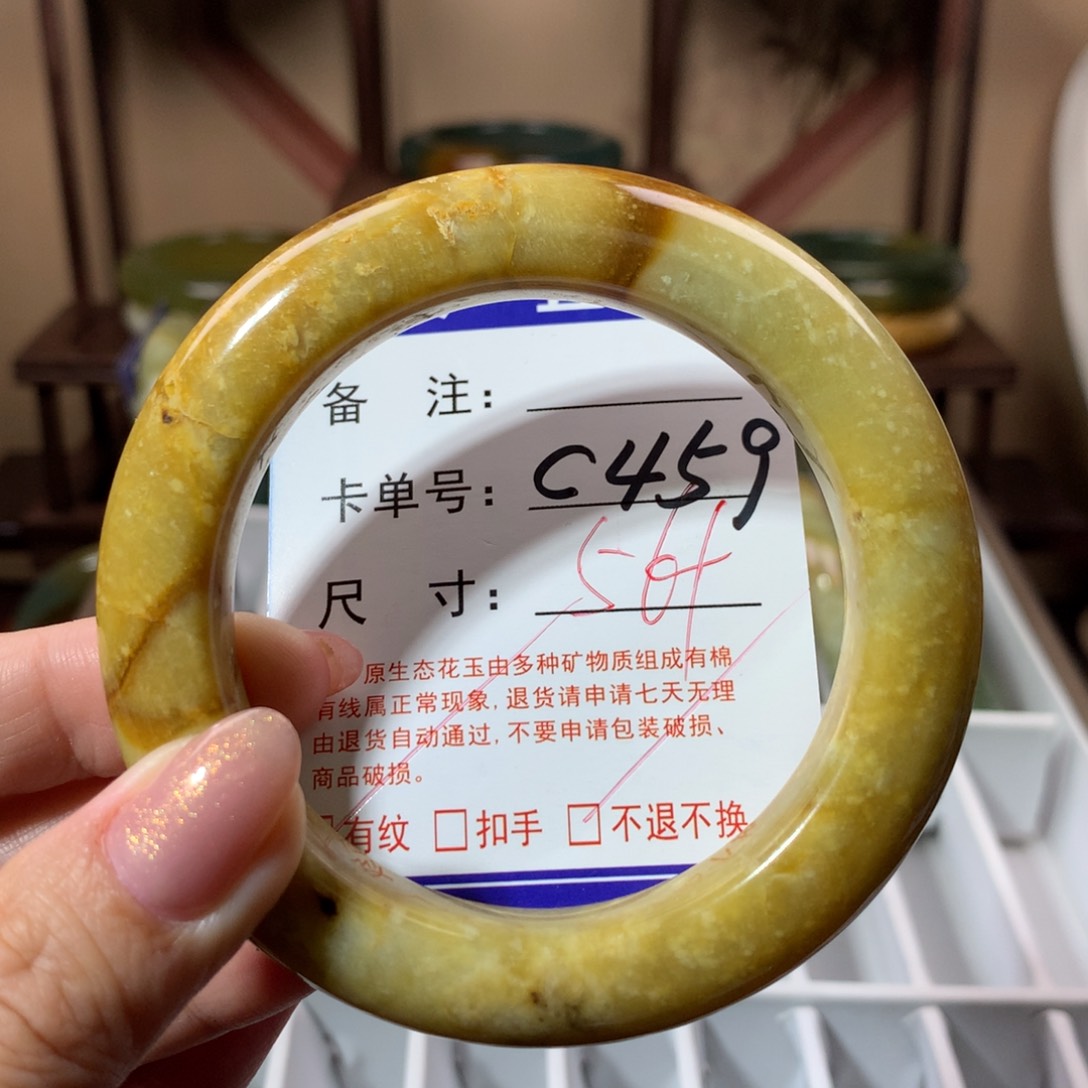 备 注：
卡单号：C459
尺 寸：56+
原生态花玉由多种矿物质组成有棉
有线属正常现象，退货请申请七天无理
由退货自动通过，不要申请包装破损、
商品破损。
□有纹 □扣手 □不退不换